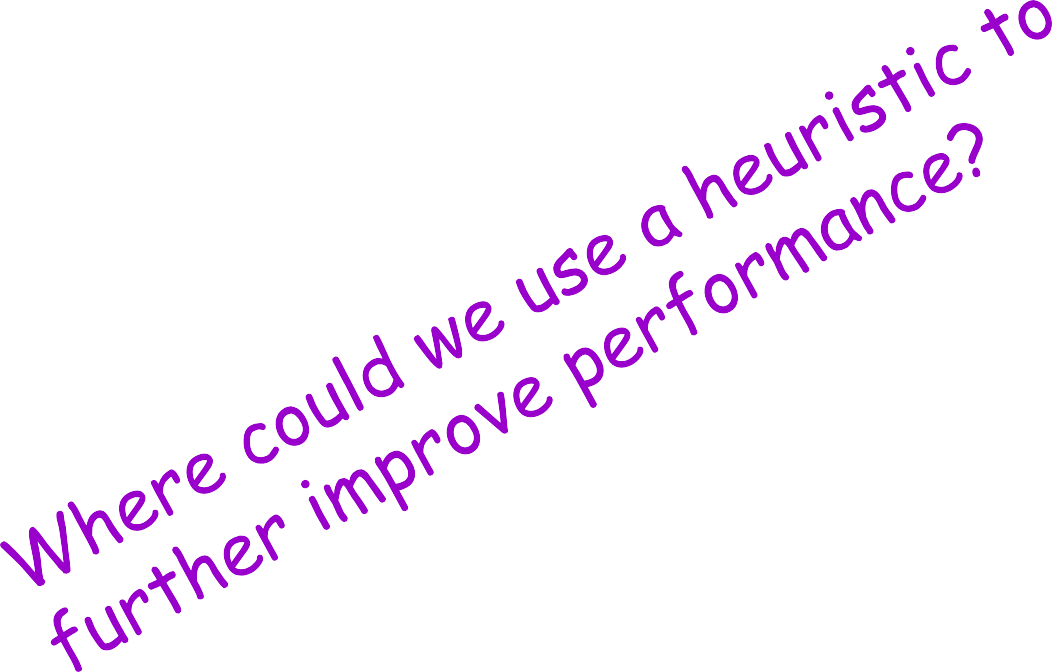 Where could we use a heuristic to
further improve performance?